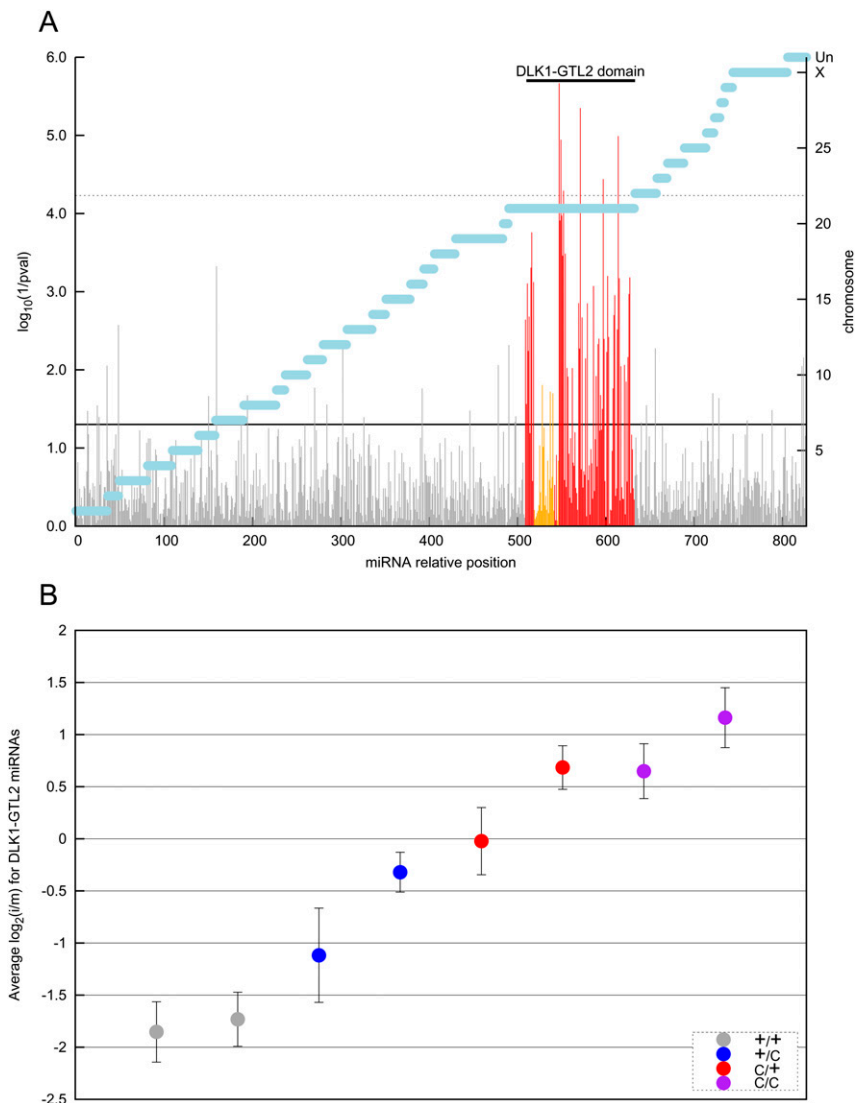 A
6.0
5.0
4.0
3.0
2.0
1.0
0.0
log10(1/pval)
DLK1-GTL2 domain
Un
X
25
20
15
10
5
chromosome
0 100 200 300 400 500 600 700 800
miRNA relative position
B
2
1.5
1
0.5
0
-0.5
-1
-1.5
-2
-2.5
Average log2(i/m) for DLK1-GTL2 miRNAs
+/+
+/C
C/+
C/C